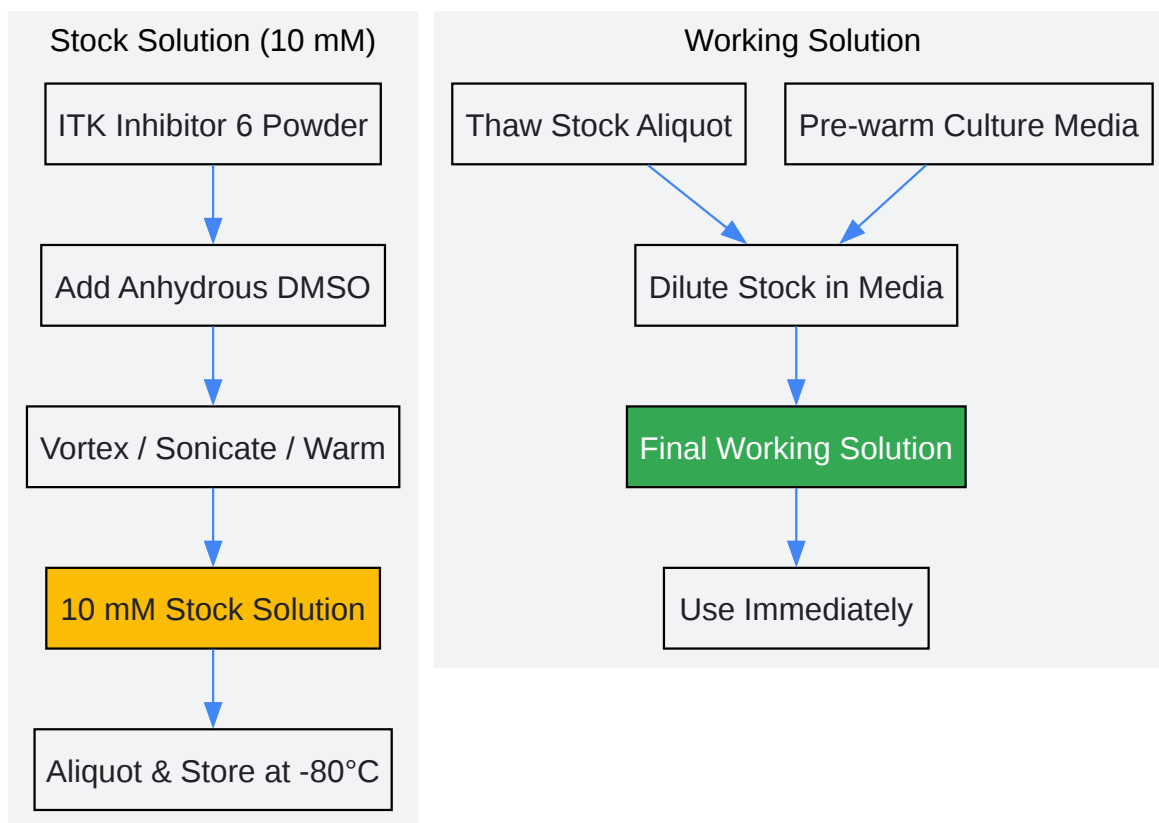 Stock Solution (10 mM)
ITK Inhibitor 6 Powder
Add Anhydrous DMSO
Vortex / Sonicate / Warm
10 mM Stock Solution
Aliquot & Store at -80°C
Working Solution
Thaw Stock Aliquot
Pre-warm Culture Media
Dilute Stock in Media
Final Working Solution
Use Immediately